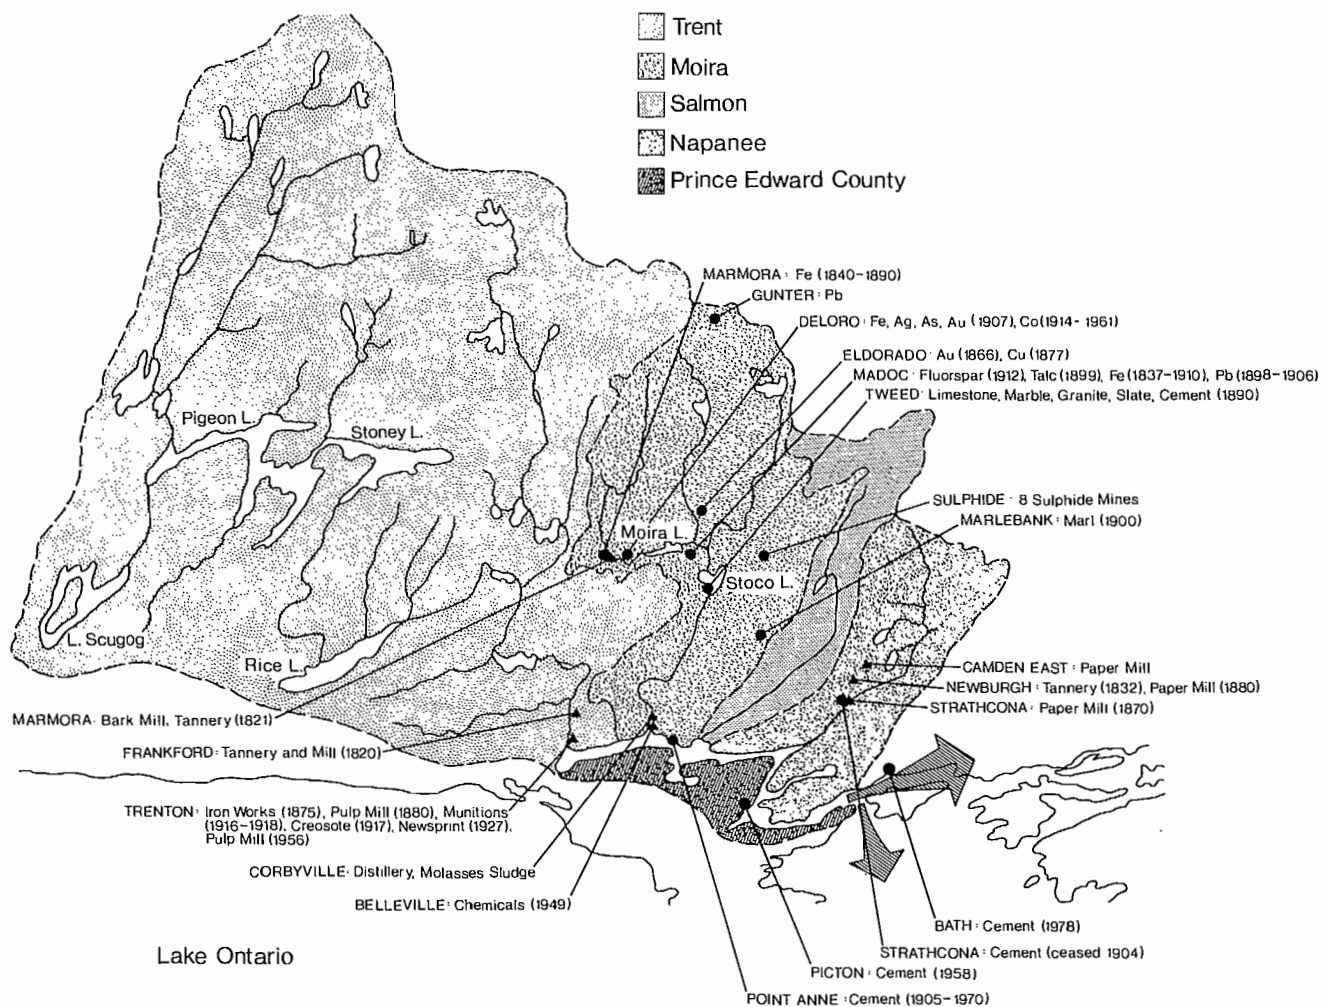 Trent
Moira
Salmon
Napanee
Prince Edward County
MARMORA: Fe (1840-1890)
GUNTER: Pb
DELORO: Fe, Ag, As, Au (1907), Co(1914-1961)
ELDORADO: Au (1866), Cu (1877)
MADOC: Fluorspar (1912), Talc (1899), Fe (1837-1910), Pb (1898-1906)
TWEED: Limestone, Marble, Granite, Slate, Cement (1890)
Pigeon L.
Stoney L.
SULPHIDE: 8 Sulphide Mines
MARLEBANK: Marl (1900)
Moira L.
Stoco L.
L. Scugog
Rice L.
CAMDEN EAST: Paper Mill
NEWBURGH: Tannery (1832), Paper Mill (1880)
STRATHCONA: Paper Mill (1870)
MARMORA: Bark Mill, Tannery (1821)
FRANKFORD: Tannery and Mill (1820)
TRENTON: Iron Works (1875), Pulp Mill (1880), Munitions
(1916-1918), Creosote (1917), Newsprint (1927),
Pulp Mill (1956)
CORBYVILLE: Distillery, Molasses Sludge
BELLEVILLE: Chemicals (1949)
BATH: Cement (1978)
STRATHCONA: Cement (ceased 1904)
PICTON: Cement (1958)
POINT ANNE: Cement (1905-1970)
Lake Ontario